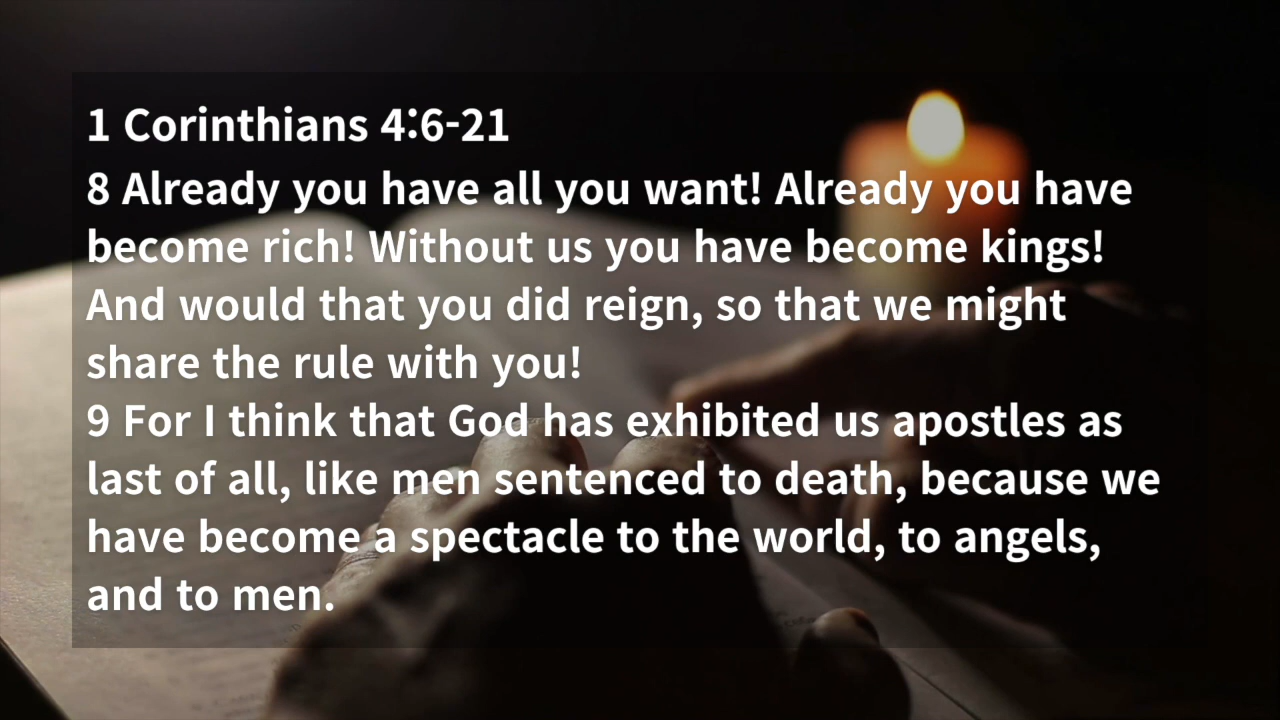 1 Corinthians 4:6-21
8 Already you have all you want! Already you have
become rich! Without us you have become kings!
And would that you did reign, so that we might
share the rule with you!
9 For I think that God has exhibited us apostles as
last of all, like men sentenced to death, because we
have become a spectacle to the world, to angels,
and to men.